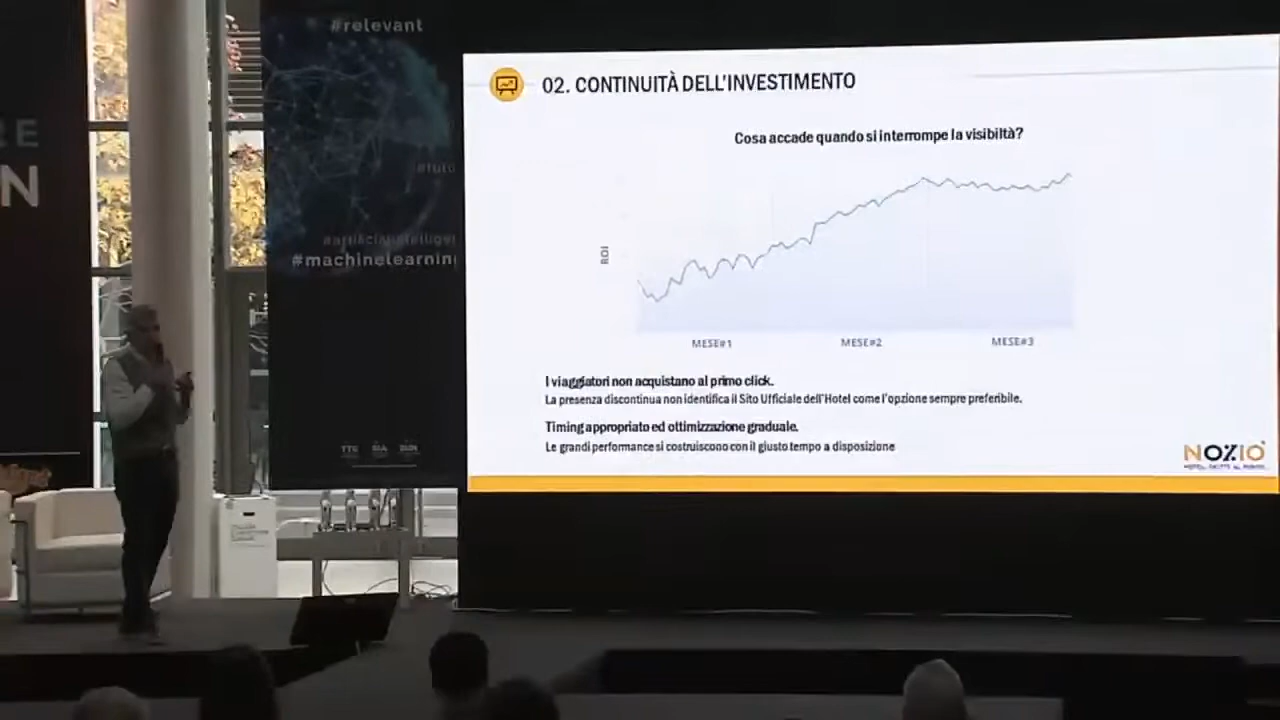 #relevant
RE
N
#artificialintelligen
#machinelearning
02. CONTINUITÀ DELL'INVESTIMENTO
Cosa accade quando si interrompe la visibiltà?
ROI
MESE#1 MESE#2 MESE#3
I viaggiatori non acquistano al primo click.
La presenza discontinua non identifica il Sito Ufficiale dell'Hotel come l'opzione sempre preferibile.
Timing appropriato ed ottimizzazione graduale.
Le grandi performance si costruiscono con il giusto tempo a disposizione
NOZIO